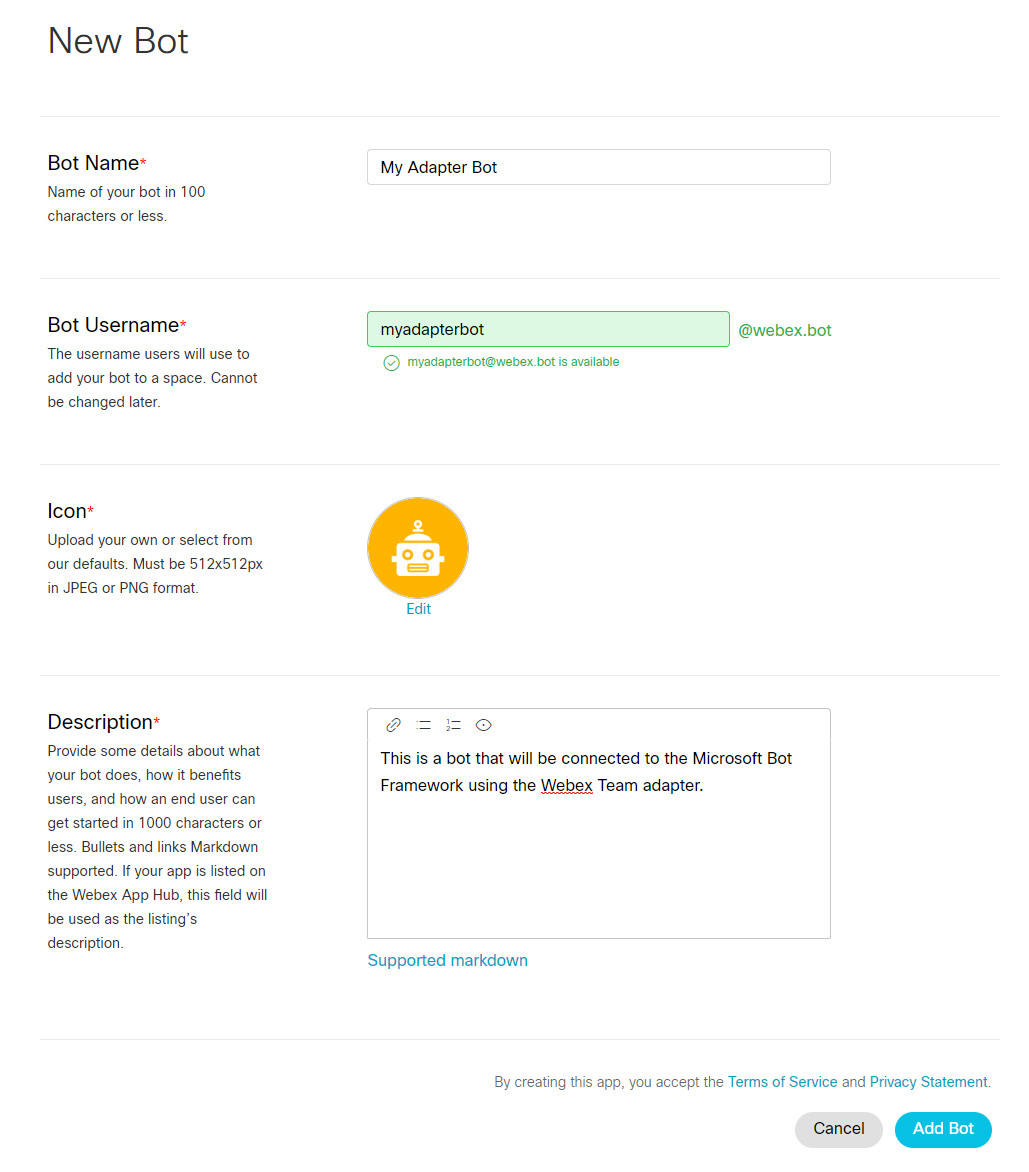 New Bot
Bot Name*
Name of your bot in 100
characters or less.
My Adapter Bot
Bot Username*
The username users will use to
add your bot to a space. Cannot
be changed later.
myadapterbot
@webex.bot
myadapterbot@webex.bot is available
Icon*
Upload your own or select from
our defaults. Must be 512x512px
in JPEG or PNG format.
Edit
Description*
Provide some details about what
your bot does, how it benefits
users, and how an end user can
get started in 1000 characters or
less. Bullets and links Markdown
supported. If your app is listed on
the Webex App Hub, this field will
be used as the listing’s
description.
This is a bot that will be connected to the Microsoft Bot
Framework using the Webex Team adapter.
Supported markdown
By creating this app, you accept the Terms of Service and Privacy Statement.
Cancel
Add Bot